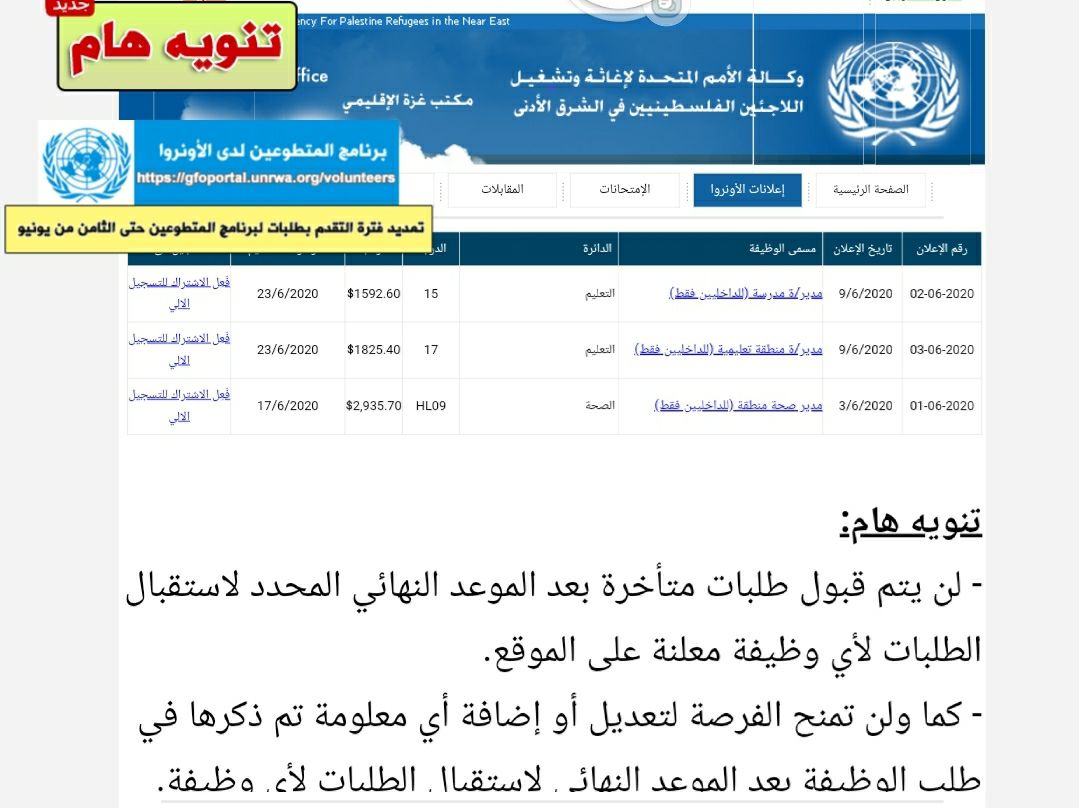 جديد
تنويه هام
ency For Palestine Refugees in the Near East
ffice
وكـــالة الأمم المتحـدة لإغاثـة وتشغيـل
اللاجئين الفلسطينيين في الشرق الأدنى
مكتب غزة الإقليمي
برنامج المتطوعين لدى الأونروا
https://gfoportal.unrwa.org/volunteers
الصفحة الرئيسية إعلانات الأونروا الإمتحانات المقابلات
تمديد فترة التقدم بطلبات لبرنامج المتطوعين حتى الثامن من يونيو
رقم الإعلان تاريخ الإعلان مسمى الوظيفة الدائرة
02-06-2020 9/6/2020 مدير/ة مدرسة (للداخليين فقط) التعليم 15 $1592.60 23/6/2020 فَعل الاشتراك للتسجيل
الالي
03-06-2020 9/6/2020 مدير/ة منطقة تعليمية (للداخليين فقط) التعليم 17 $1825.40 23/6/2020 فَعل الاشتراك للتسجيل
الالي
01-06-2020 3/6/2020 مدير صحة منطقة (للداخليين فقط) الصحة HL09 $2,935.70 17/6/2020 فَعل الاشتراك للتسجيل
الالي
تنويه هام:
- لن يتم قبول طلبات متأخرة بعد الموعد النهائي المحدد لاستقبال
الطلبات لأي وظيفة معلنة على الموقع.
- كما ولن تمنح الفرصة لتعديل أو إضافة أي معلومة تم ذكرها في
طلب الوظيفة بعد الموعد النهائي لاستقبال الطلبات لأي وظيفة.